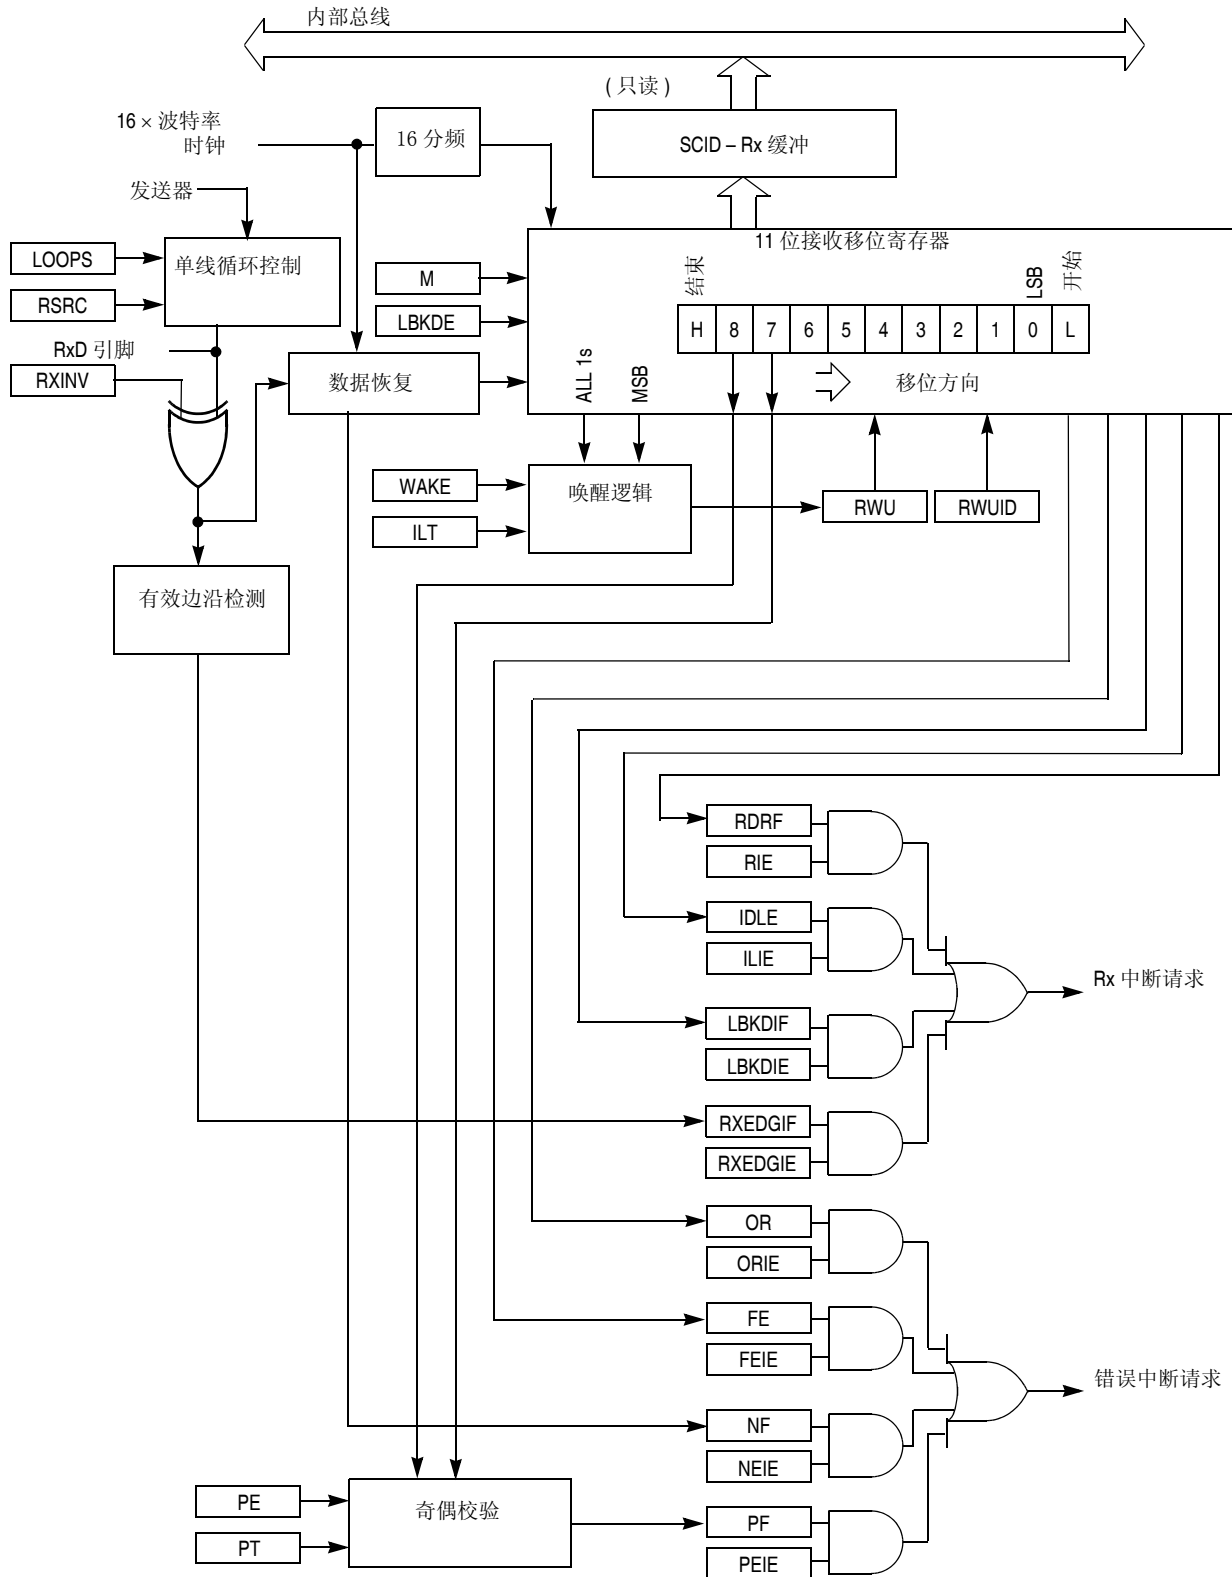 内部总线
( 只读 )
16 × 波特率
时钟
16 分频
SCID – Rx 缓冲
发送器
11 位接收移位寄存器
LOOPS
单线循环控制
RSRC
M
LBKDE
结束
LSB
开始
H 8 7 6 5 4 3 2 1 0 L
RxD 引脚
RXINV
数据恢复
ALL 1s
MSB
移位方向
WAKE
ILT
唤醒逻辑
RWU
RWUID
有效边沿检测
RDRF
RIE
IDLE
ILIE
Rx 中断请求
LBKDIF
LBKDIE
RXEDGIF
RXEDGIE
OR
ORIE
FE
FEIE
错误中断请求
NF
NEIE
PE
PT
奇偶校验
PF
PEIE